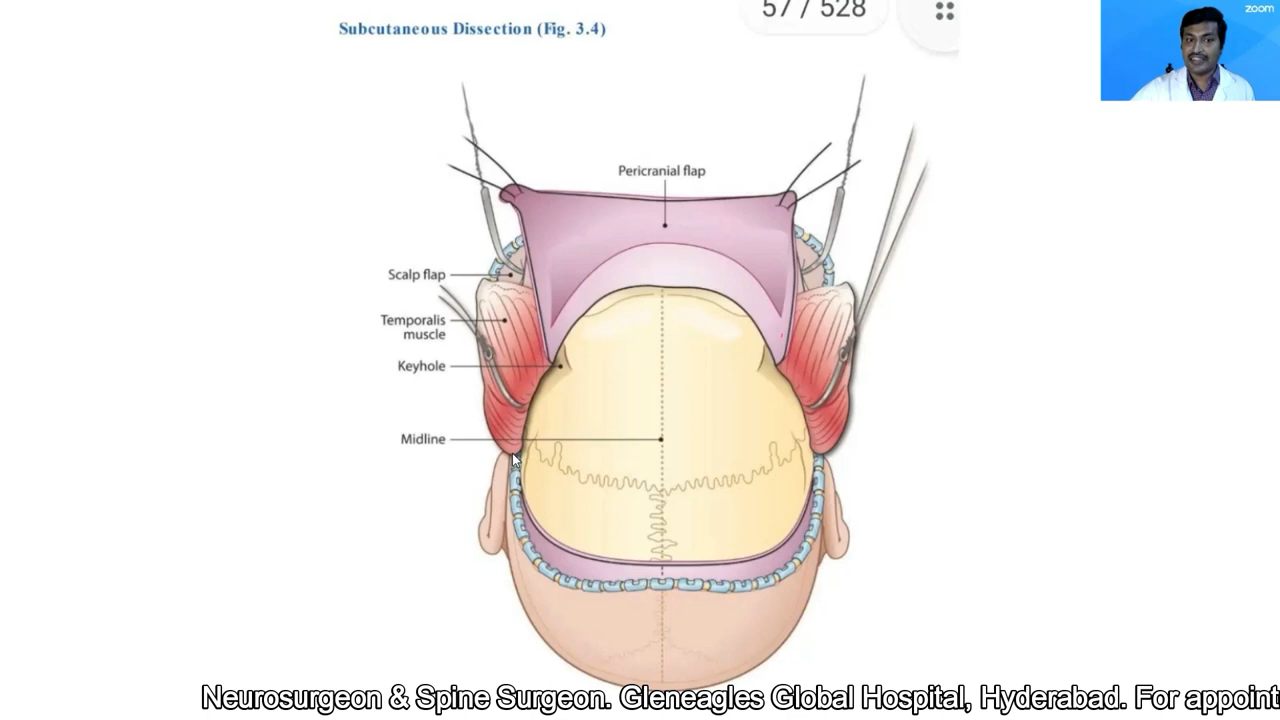 57 / 528
zoom
Subcutaneous Dissection (Fig. 3.4)
Pericranial flap
Scalp flap
Temporalis
muscle
Keyhole
Midline
Neurosurgeon & Spine Surgeon. Gleneagles Global Hospital, Hyderabad. For appoint